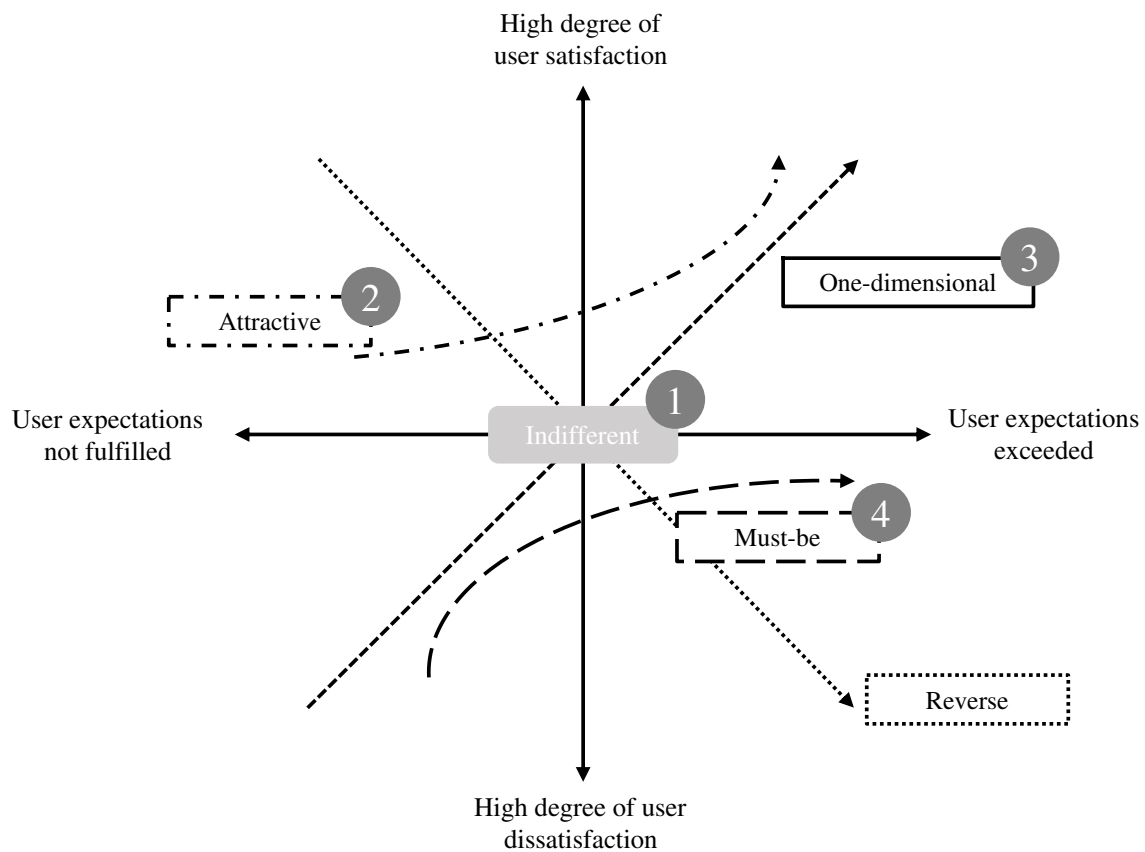 High degree of
user satisfaction
3
One-dimensional
2
Attractive
1
User expectations
not fulfilled
Indifferent
User expectations
exceeded
4
Must-be
Reverse
High degree of user
dissatisfaction